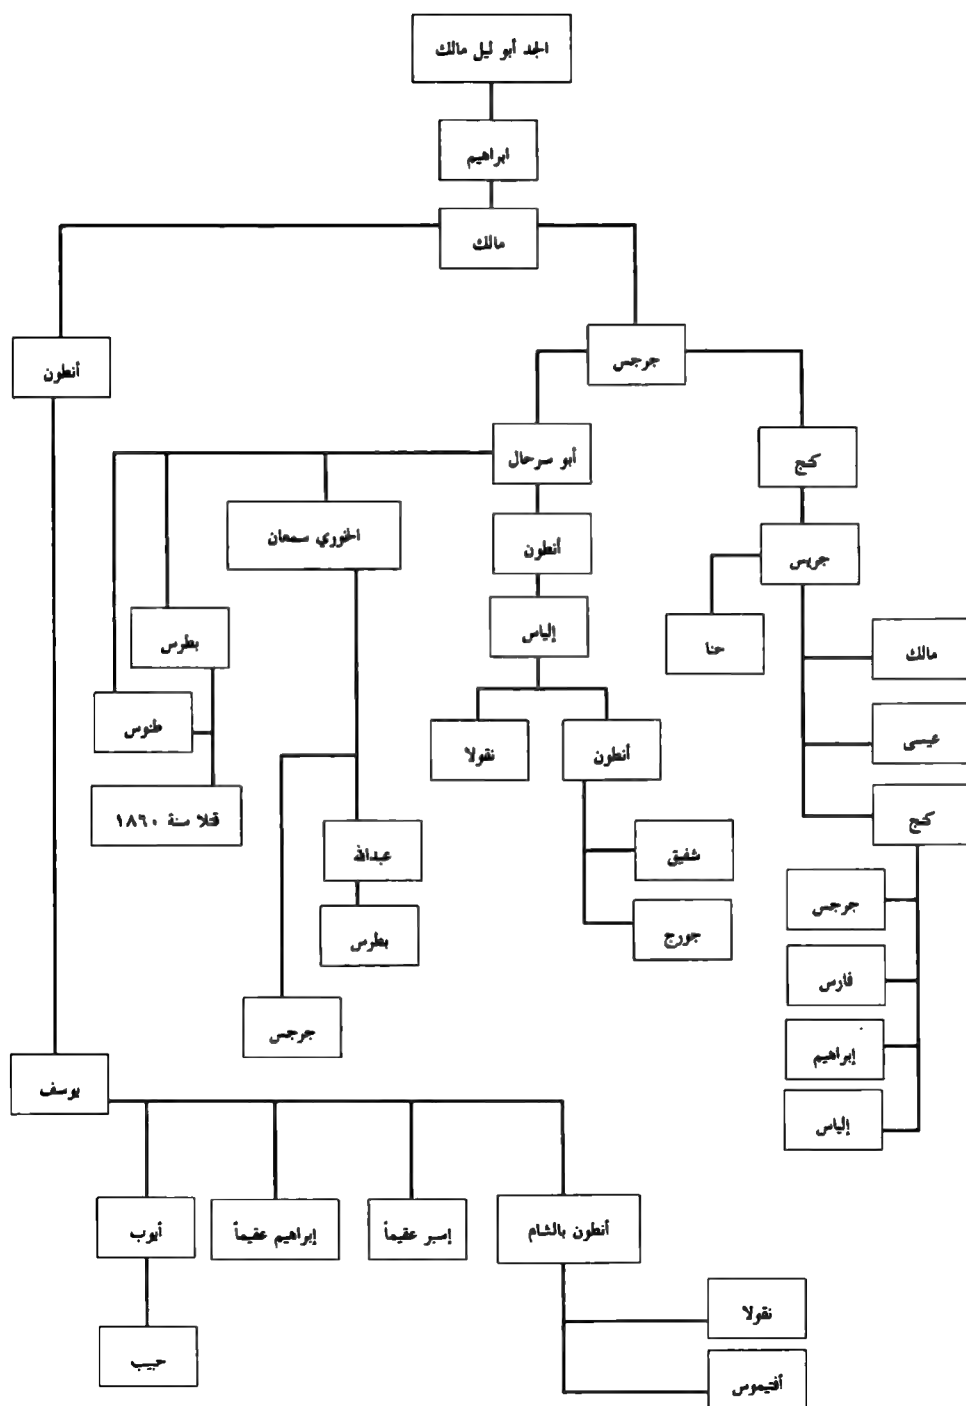 الجد أبو ليل مالك
ابراهيم
مالك
جرجس
أنطون
أبو سرحال
كنج
الخوري سمعان
أنطون
جريس
إلياس
بطرس
حنا
مالك
طنوس
نقولا
أنطون
عيسى
قتلا سنة ١٨٦٠
كنج
عبدالله
شفيق
جرجس
بطرس
جورج
فارس
جرجس
إبراهيم
يوسف
إلياس
أيوب
إبراهيم عقيماً
إسبر عقيماً
أنطون بالشام
نقولا
حبيب
أفتيموس